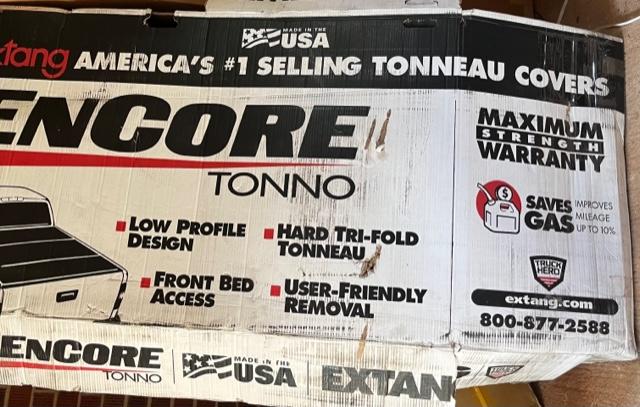 MADE IN THE
USA
xtang AMERICA'S #1 SELLING TONNEAU COVERS
ENCORE
TONNO
LOW PROFILE
DESIGN
HARD TRI-FOLD
TONNEAU
FRONT BED
ACCESS
USER-FRIENDLY
REMOVAL
MAXIMUM
STRENGTH
WARRANTY
$
SAVES
GAS
IMPROVES
MILEAGE
UP TO 10%
TRUCK
HERO
extang.com
800-877-2588
ENCORE
TONNO
MADE IN THE
USA
EXTAN